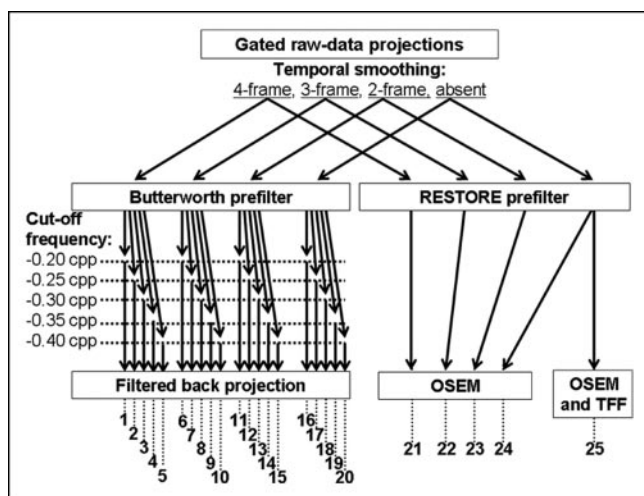 Gated raw-data projections
Temporal smoothing:
4-frame, 3-frame, 2-frame, absent
Butterworth prefilter
RESTORE prefilter
Cut-off
frequency:
-0.20 cpp
-0.25 cpp
-0.30 cpp
-0.35 cpp
-0.40 cpp
Filtered back projection
OSEM
OSEM
and TFF
1 2 3 4 5 6 7 8 9 10 11 12 13 14 15 16 17 18 19 20 21 22 23 24 25